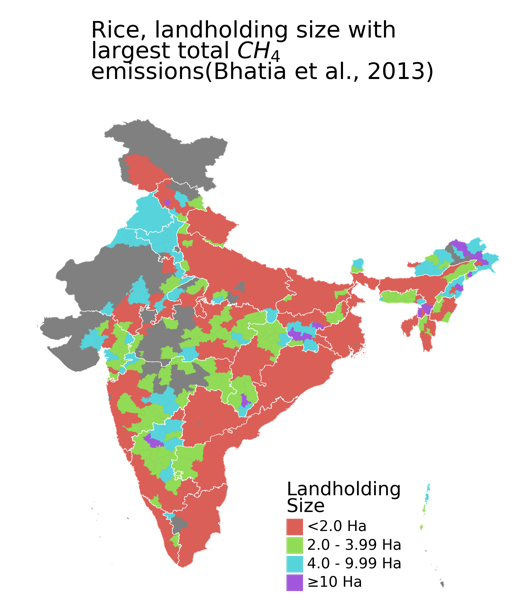 Rice, landholding size with
largest total CH₄
emissions(Bhatia et al., 2013)
Landholding
Size
<2.0 Ha
2.0 - 3.99 Ha
4.0 - 9.99 Ha
≥10 Ha